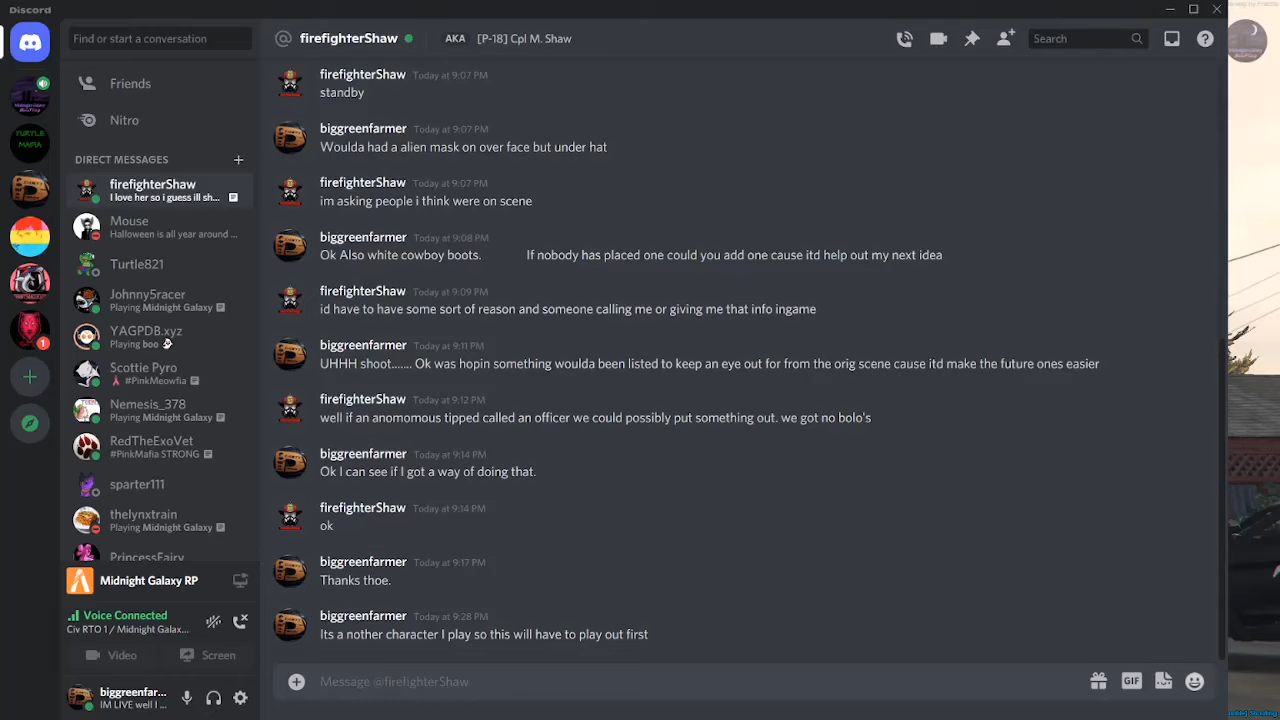 Discord
Find or start a conversation
firefighterShaw
AKA [P-18] Cpl M. Shaw
Search
Friends
Nitro
DIRECT MESSAGES
firefighterShaw
I love her so i guess ill sh...
Mouse
Halloween is all year around ...
Turtle821
Johnny5racer
Playing Midnight Galaxy
YAGPDB.xyz
Playing boo
Scottie Pyro
#PinkMeowfia
Nemesis_378
Playing Midnight Galaxy
RedTheExoVet
#PinkMafia STRONG
sparter111
thelynxtrain
Playing Midnight Galaxy
PrincessFairy
Midnight Galaxy RP
Voice Connected
Civ RTO 1 / Midnight Galax...
Video
Screen
biggreenfar...
IM LIVE well I ...
TURTLE
MAFIA
1
firefighterShaw Today at 9:07 PM
standby
biggreenfarmer Today at 9:07 PM
Woulda had a alien mask on over face but under hat
firefighterShaw Today at 9:07 PM
im asking people i think were on scene
biggreenfarmer Today at 9:08 PM
Ok Also white cowboy boots. If nobody has placed one could you add one cause itd help out my next idea
firefighterShaw Today at 9:09 PM
id have to have some sort of reason and someone calling me or giving me that info ingame
biggreenfarmer Today at 9:11 PM
UHHH shoot....... Ok was hopin something woulda been listed to keep an eye out for from the orig scene cause itd make the future ones easier
firefighterShaw Today at 9:12 PM
well if an anomomous tipped called an officer we could possibly put something out. we got no bolo's
biggreenfarmer Today at 9:14 PM
Ok I can see if I got a way of doing that.
firefighterShaw Today at 9:14 PM
ok
biggreenfarmer Today at 9:17 PM
Thanks thoe.
biggreenfarmer Today at 9:28 PM
Its a nother character I play so this will have to play out first
Message @firefighterShaw
GIF